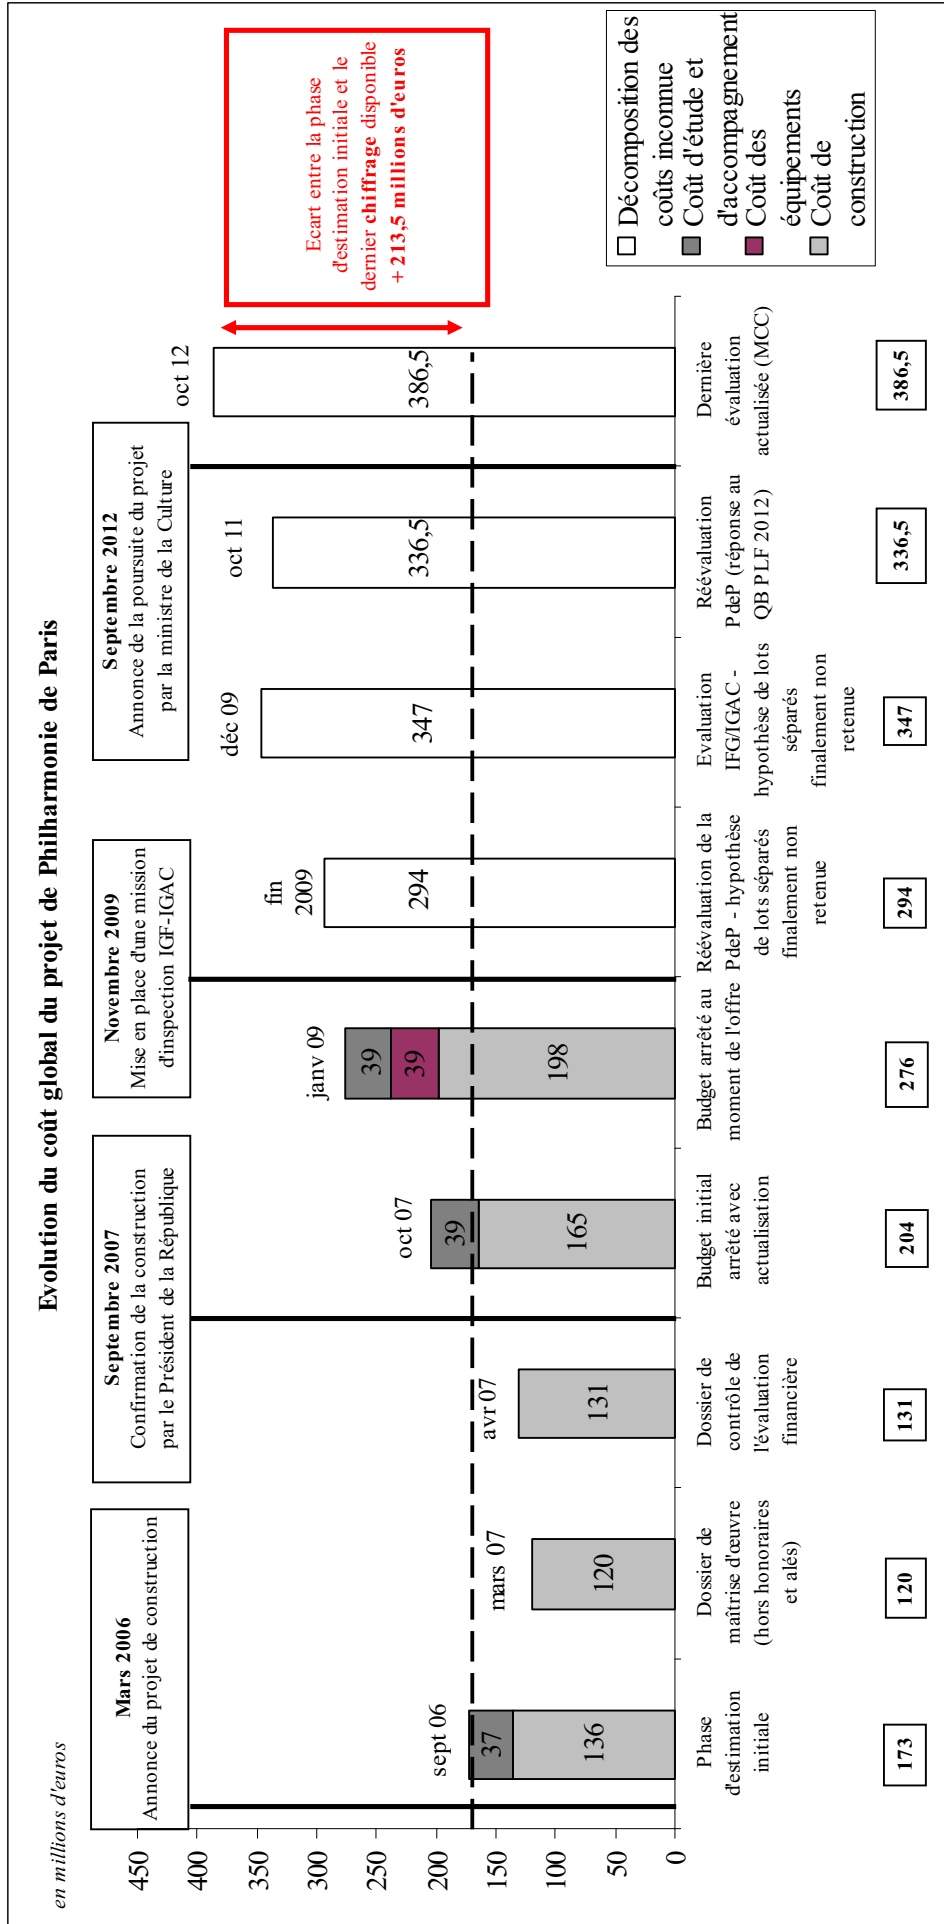 Evolution du coût global du projet de Philharmonie de Paris
en millions d'euros
Mars 2006
Annonce du projet de construction
Septembre 2007
Confirmation de la construction
par le Président de la République
Novembre 2009
Mise en place d'une mission
d'inspection IGF-IGAC
Septembre 2012
Annonce de la poursuite du projet
par la ministre de la Culture
Ecart entre la phase
d'estimation initiale et le
dernier chiffrage disponible
+ 213,5 millions d'euros
450
400
350
300
250
200
150
100
50
0
sept 06
37
136
mars 07
120
avr 07
131
oct 07
39
165
janv 09
39
39
198
fin
2009
294
déc 09
347
oct 11
336,5
oct 12
386,5
Phase
d'estimation
initiale
Dossier de
maîtrise d'œuvre
(hors honoraires
et alés)
Dossier de
contrôle de
l'évaluation
financière
Budget initial
arrêté avec
actualisation
Budget arrêté au
moment de l'offre
Réévaluation de la
PdeP - hypothèse
de lots séparés
finalement non
retenue
Evaluation
IFG/IGAC -
hypothèse de lots
séparés
finalement non
retenue
Réévaluation
PdeP (réponse au
QB PLF 2012)
Dernière
évaluation
actualisée (MCC)
173
120
131
204
276
294
347
336,5
386,5
Décomposition des
coûts inconnue
Coût d'étude et
d'accompagnement
Coût des
équipements
Coût de
construction